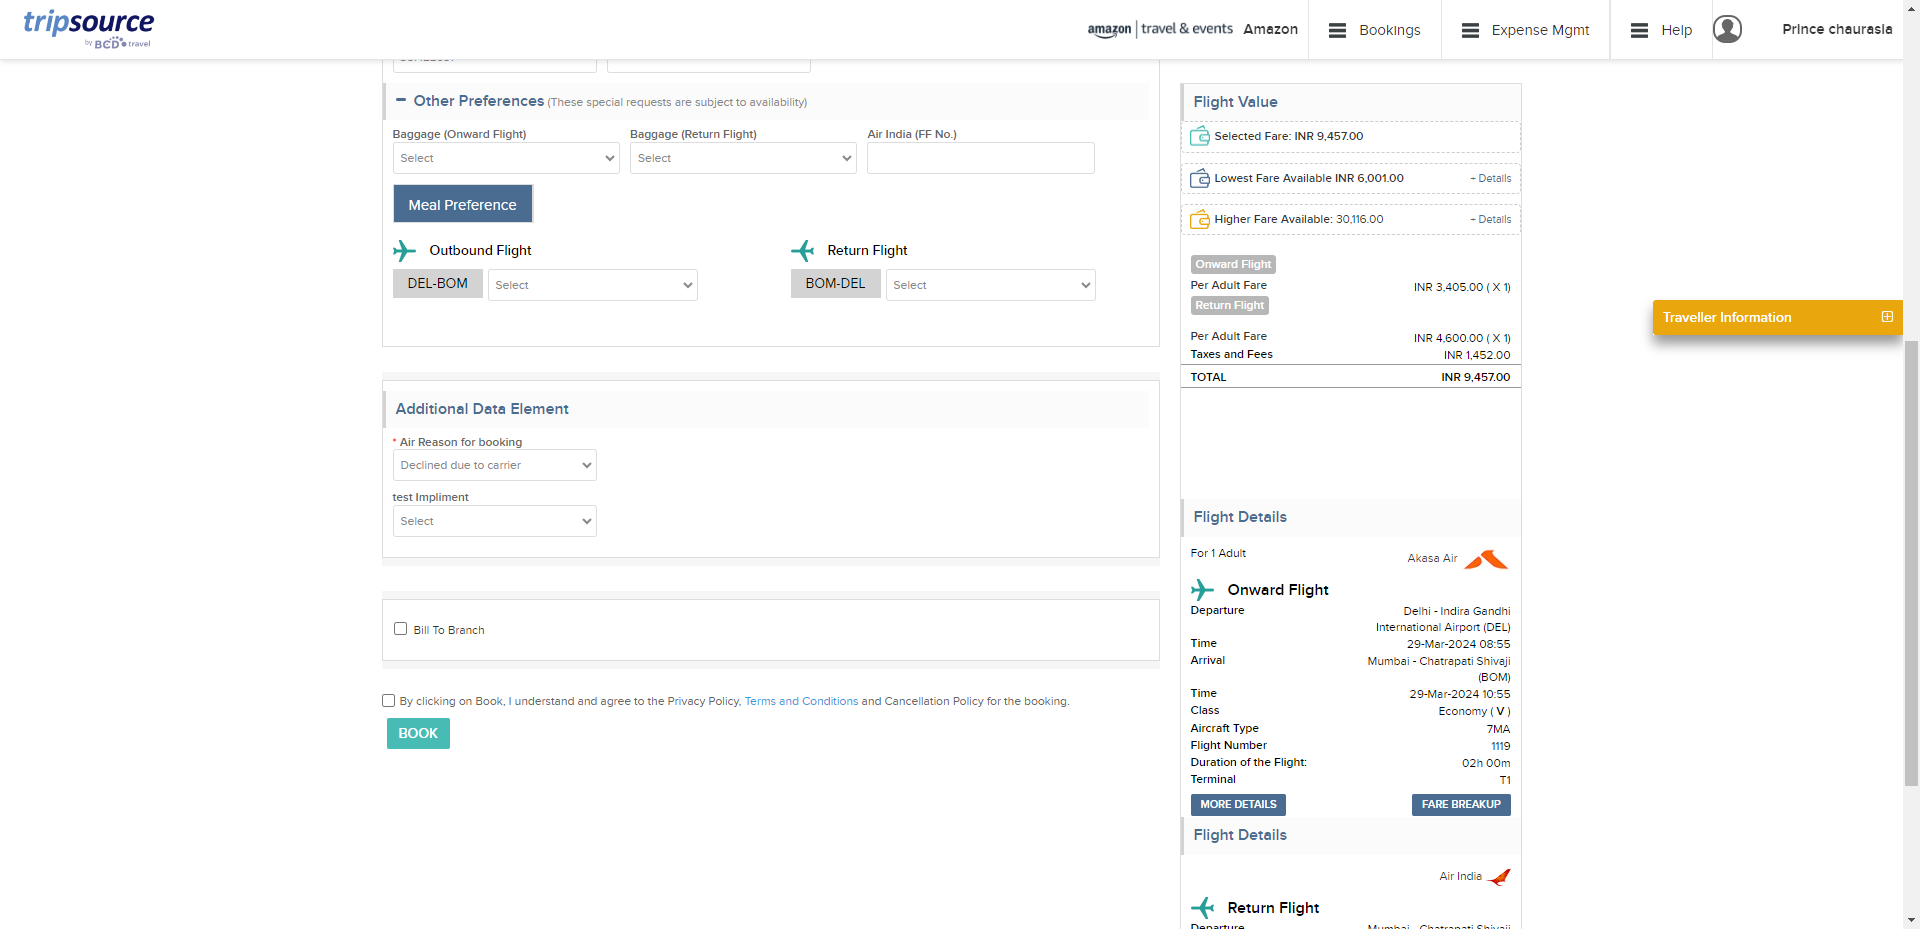 tripsource
by BCD travel
amazon | travel & events Amazon
Bookings
Expense Mgmt
Help
Prince chaurasia
Other Preferences (These special requests are subject to availability)
Baggage (Onward Flight)
Baggage (Return Flight)
Air India (FF No.)
Select
Select
Meal Preference
Outbound Flight
Return Flight
DEL-BOM
Select
BOM-DEL
Select
Additional Data Element
* Air Reason for booking
Declined due to carrier
test Impliment
Select
Bill To Branch
By clicking on Book, I understand and agree to the Privacy Policy, Terms and Conditions and Cancellation Policy for the booking.
BOOK
Flight Value
Selected Fare: INR 9,457.00
Lowest Fare Available INR 6,001.00 + Details
Higher Fare Available: 30,116.00 + Details
Onward Flight
Per Adult Fare INR 3,405.00 ( X 1)
Return Flight
Per Adult Fare INR 4,600.00 ( X 1)
Taxes and Fees INR 1,452.00
TOTAL INR 9,457.00
Traveller Information
Flight Details
For 1 Adult Akasa Air
Onward Flight
Departure Delhi - Indira Gandhi
International Airport (DEL)
Time 29-Mar-2024 08:55
Arrival Mumbai - Chatrapati Shivaji
(BOM)
Time 29-Mar-2024 10:55
Class Economy ( V )
Aircraft Type 7MA
Flight Number 1119
Duration of the Flight: 02h 00m
Terminal T1
MORE DETAILS FARE BREAKUP
Flight Details
Air India
Return Flight
Departure Mumbai - Chatrapati Shivaji